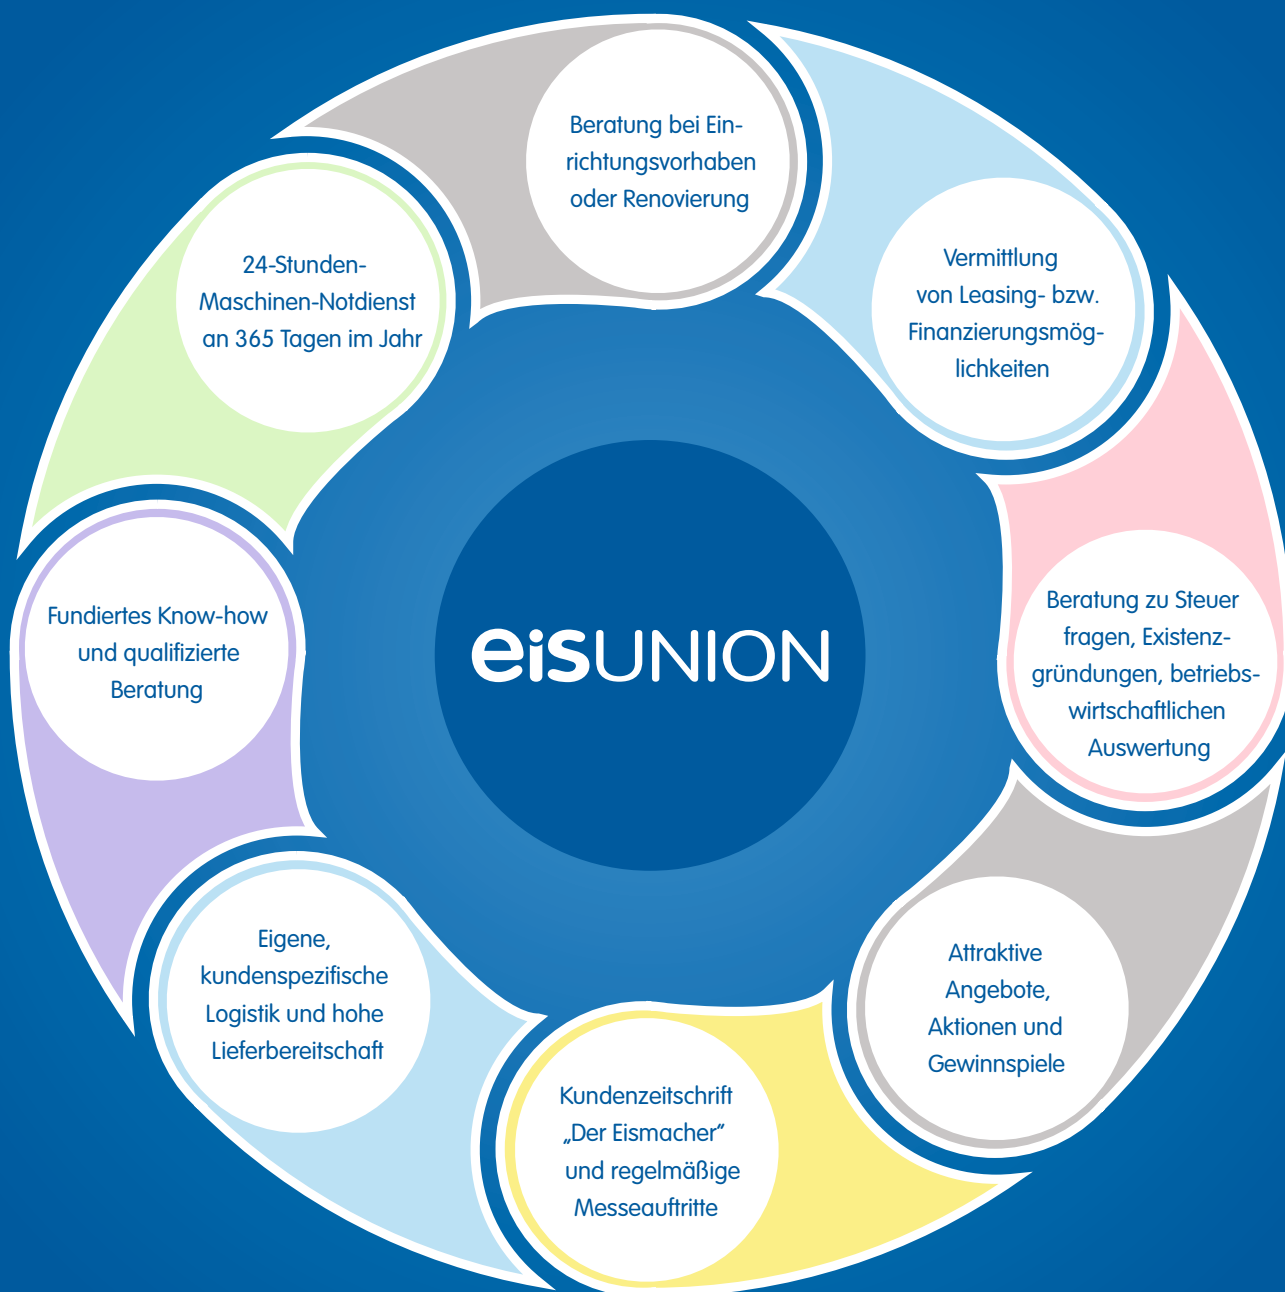 Beratung bei Ein-
richtungsvorhaben
oder Renovierung
Vermittlung
von Leasing- bzw.
Finanzierungsmög-
lichkeiten
Beratung zu Steuer
fragen, Existenz-
gründungen, betriebs-
wirtschaftlichen
Auswertung
Attraktive
Angebote,
Aktionen und
Gewinnspiele
Kundenzeitschrift
„Der Eismacher“
und regelmäßige
Messeauftritte
Eigene,
kundenspezifische
Logistik und hohe
Lieferbereitschaft
Fundiertes Know-how
und qualifizierte
Beratung
24-Stunden-
Maschinen-Notdienst
an 365 Tagen im Jahr
eisUNION